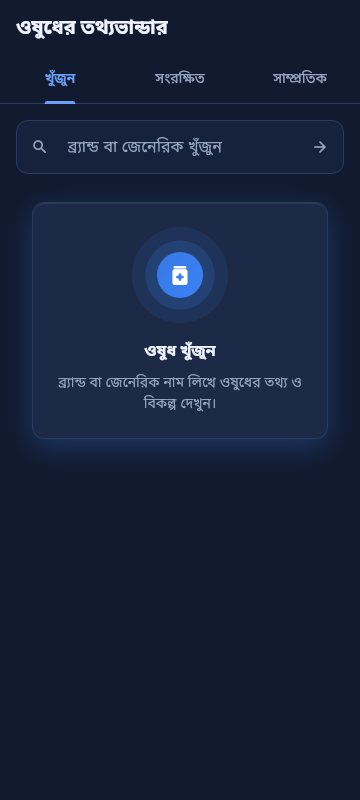 ওষুধের তথ্যভান্ডার
খুঁজুন
সংরক্ষিত
সাম্প্রতিক
ব্র্যান্ড বা জেনেরিক খুঁজুন
ওষুধ খুঁজুন
ব্র্যান্ড বা জেনেরিক নাম লিখে ওষুধের তথ্য ও
বিকল্প দেখুন।